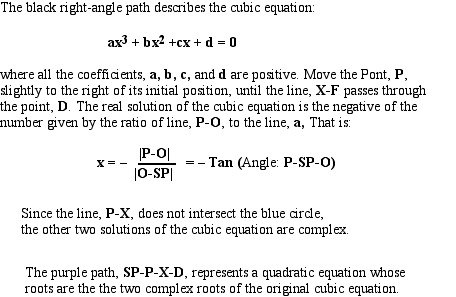 The black right-angle path describes the cubic equation:
ax³ + bx² +cx + d = 0
where all the coefficients, a, b, c, and d are positive. Move the Pont, P,
slightly to the right of its initial position, until the line, X-F passes through
the point, D. The real solution of the cubic equation is the negative of the
number given by the ratio of line, P-O, to the line, a, That is:
x = – |P-O| / |O-SP| = – Tan (Angle: P-SP-O)
Since the line, P-X, does not intersect the blue circle,
the other two solutions of the cubic equation are complex.
The purple path, SP-P-X-D, represents a quadratic equation whose
roots are the the two complex roots of the original cubic equation.